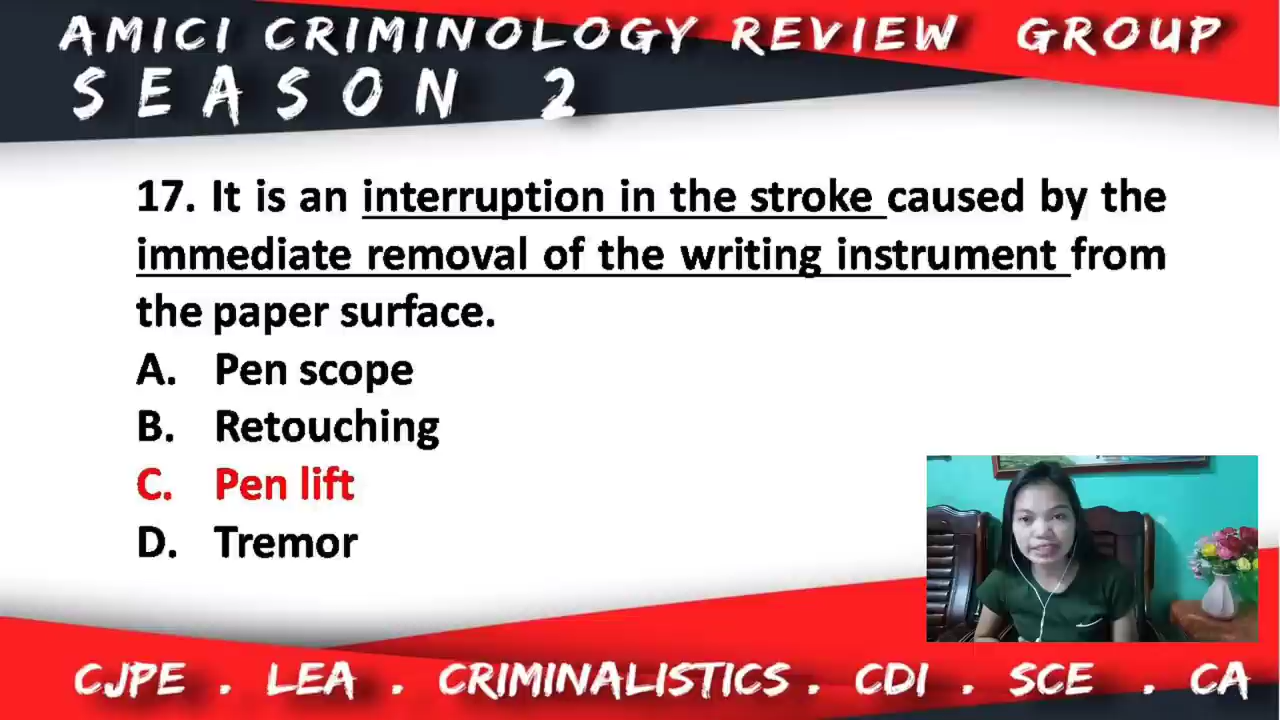 AMICI CRIMINOLOGY REVIEW GROUP
SEASON 2
17. It is an interruption in the stroke caused by the
immediate removal of the writing instrument from
the paper surface.
A. Pen scope
B. Retouching
C. Pen lift
D. Tremor
CJPE . LEA . CRIMINALISTICS . CDI . SCE . CA